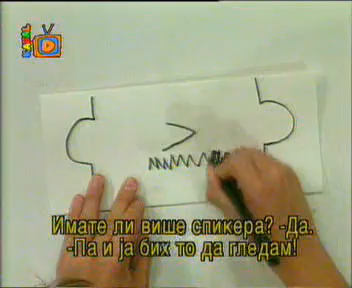 Имате ли више спикера? -Да.
-Па и ја бих то да гледам!